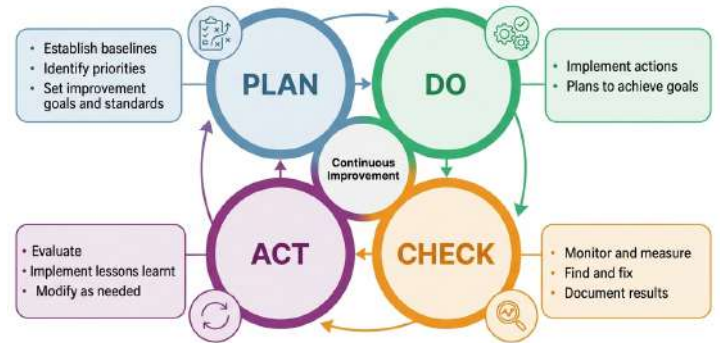 • Establish baselines
• Identify priorities
• Set improvement
goals and standards
PLAN
DO
• Implement actions
• Plans to achieve goals
Continuous
Improvement
• Evaluate
• Implement lessons learnt
• Modify as needed
ACT
CHECK
• Monitor and measure
• Find and fix
• Document results